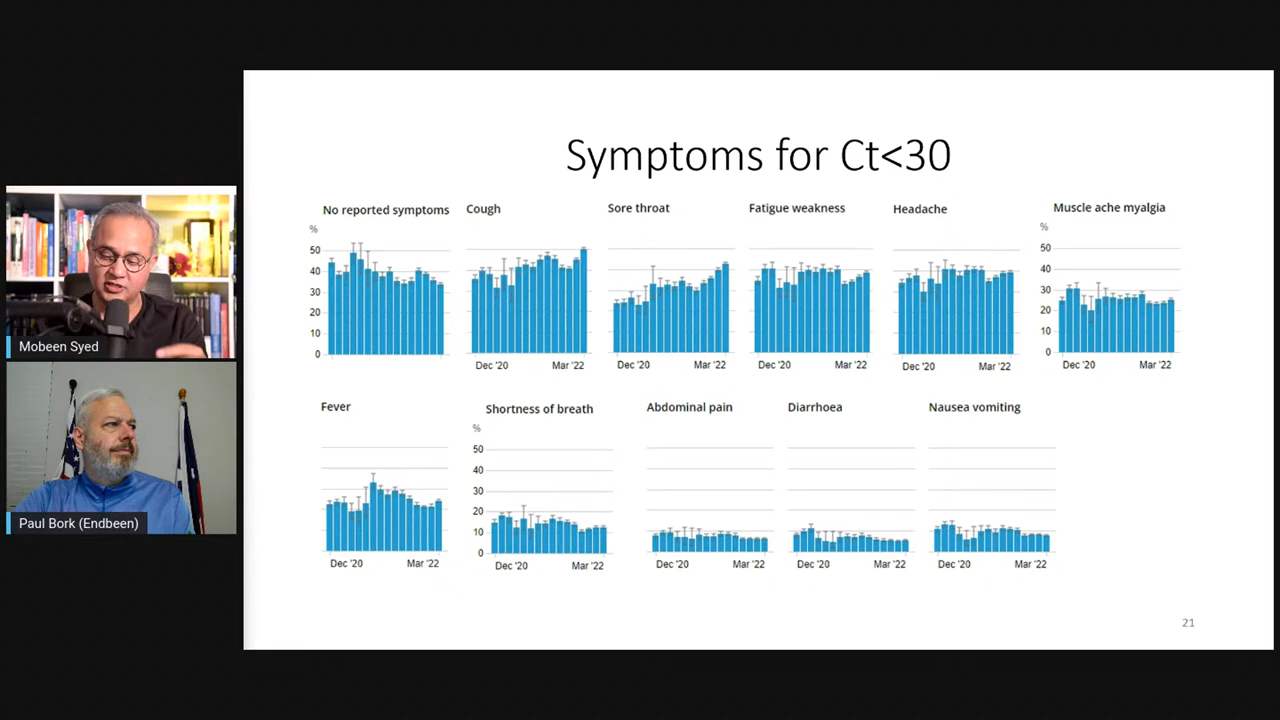 Symptoms for Ct<30
No reported symptoms
%
50
40
30
20
10
0
Cough
Dec '20 Mar '22
Sore throat
Dec '20 Mar '22
Fatigue weakness
Dec '20 Mar '22
Headache
Dec '20 Mar '22
Muscle ache myalgia
%
50
40
30
20
10
0
Dec '20 Mar '22
Fever
Dec '20 Mar '22
Shortness of breath
%
50
40
30
20
10
0
Dec '20 Mar '22
Abdominal pain
Dec '20 Mar '22
Diarrhoea
Dec '20 Mar '22
Nausea vomiting
Dec '20 Mar '22
21
Mobeen Syed
Paul Bork (Endbeen)